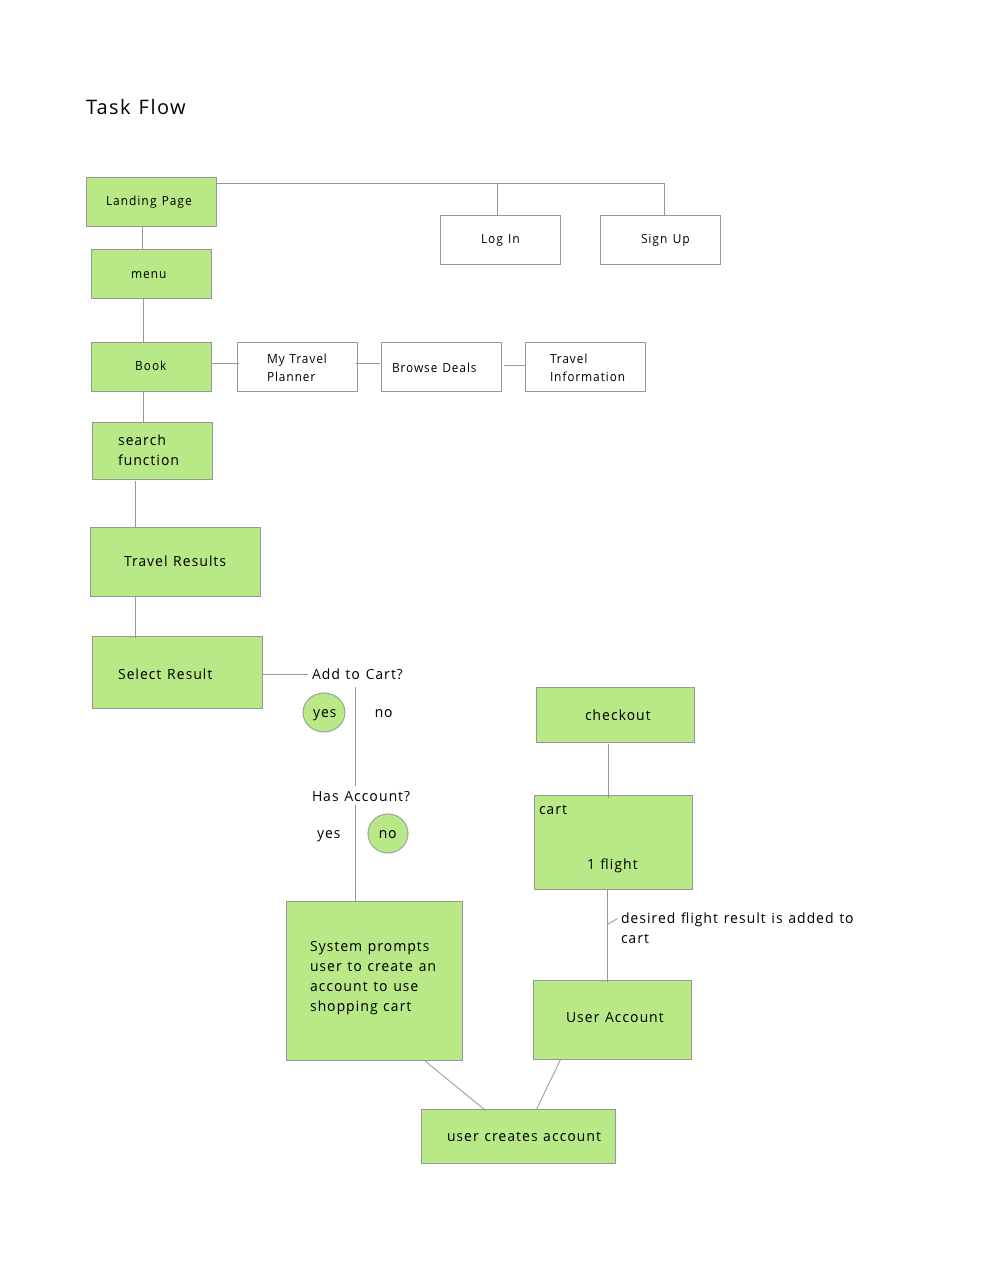 Task Flow
Landing Page
Log In
Sign Up
menu
Book
My Travel
Planner
Browse Deals
Travel
Information
search
function
Travel Results
Select Result
Add to Cart?
yes
no
Has Account?
yes
no
System prompts
user to create an
account to use
shopping cart
user creates account
User Account
desired flight result is added to
cart
cart
1 flight
checkout